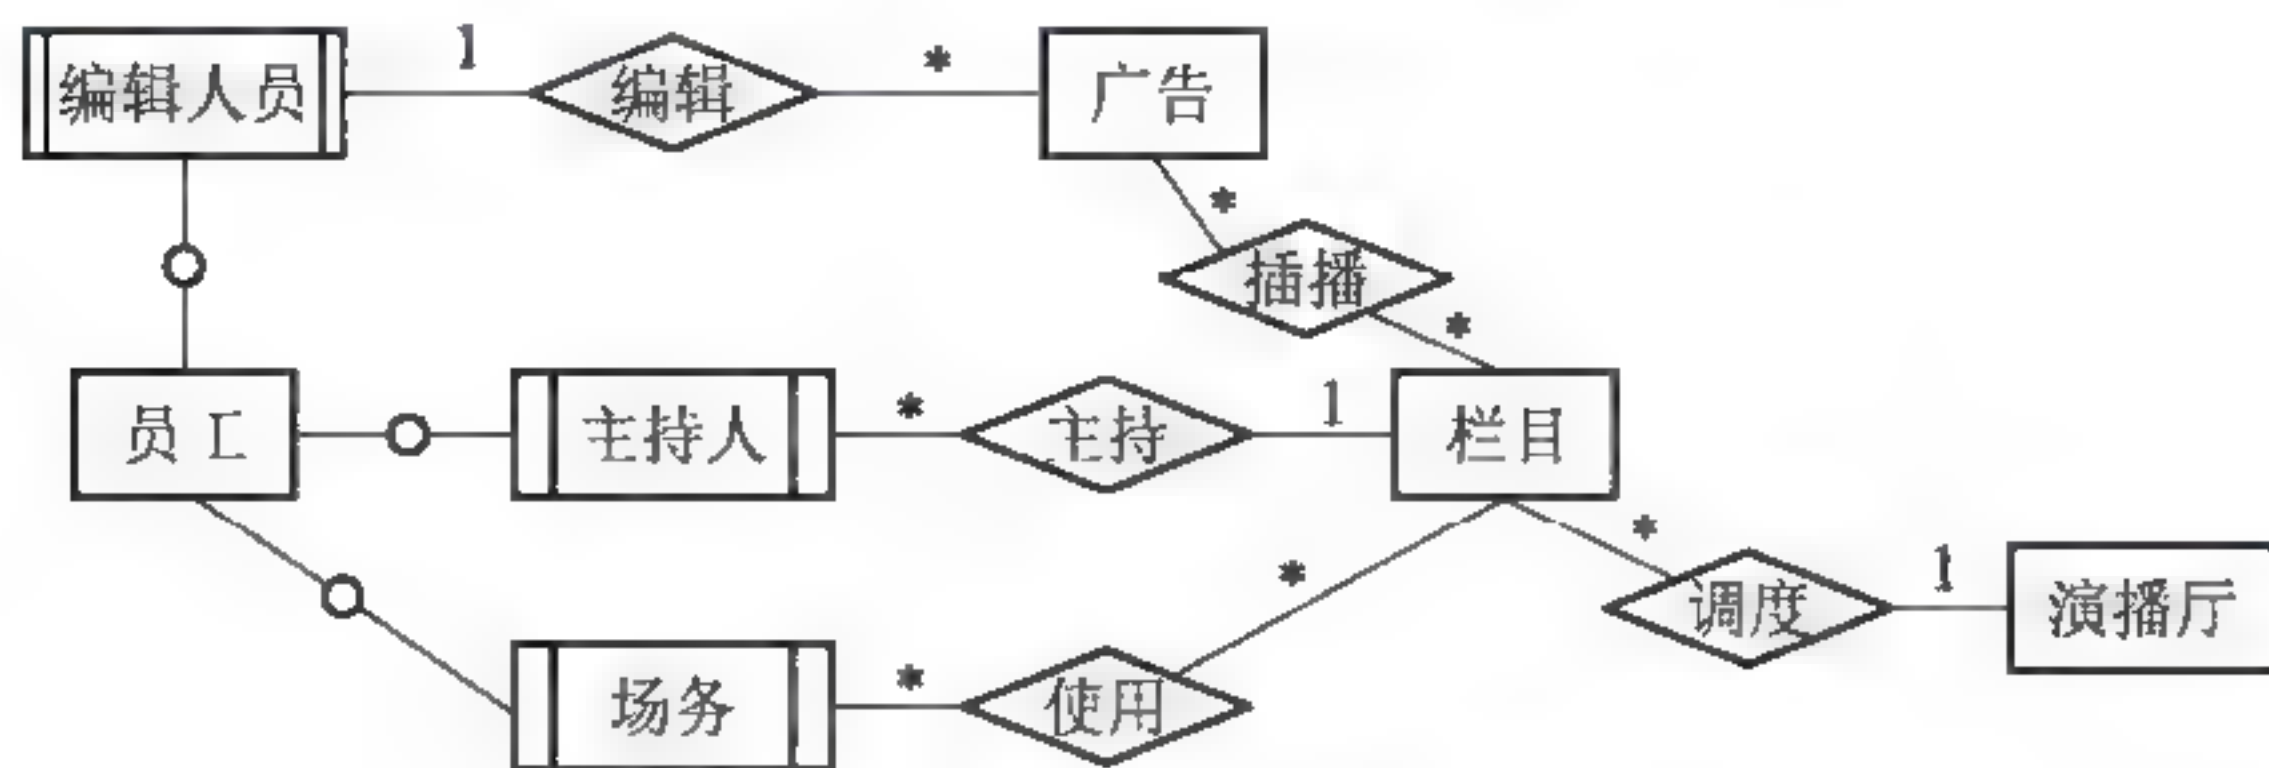 编辑人员 1 编辑 * 广告
*
插播
*
员工 主持人 * 主持 1 栏目
*
*
调度 1 演播厅
场务 * 使用